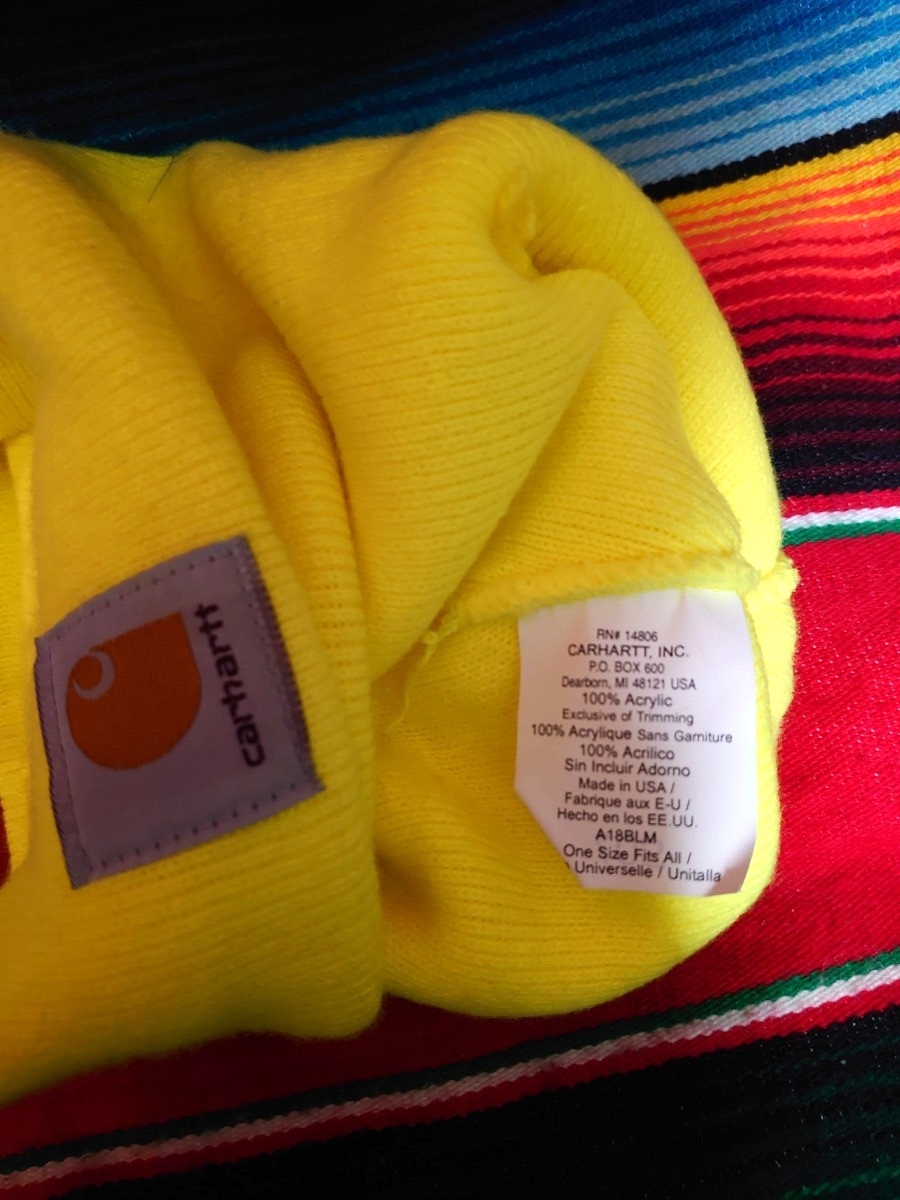 carhartt
RN# 14806
CARHARTT, INC.
P.O. BOX 600
Dearborn, MI 48121 USA
100% Acrylic
Exclusive of Trimming
100% Acrylique Sans Garniture
100% Acrilico
Sin Incluir Adorno
Made in USA /
Fabrique aux E-U /
Hecho en los EE.UU.
A18BLM
One Size Fits All /
Universelle / Unitalla